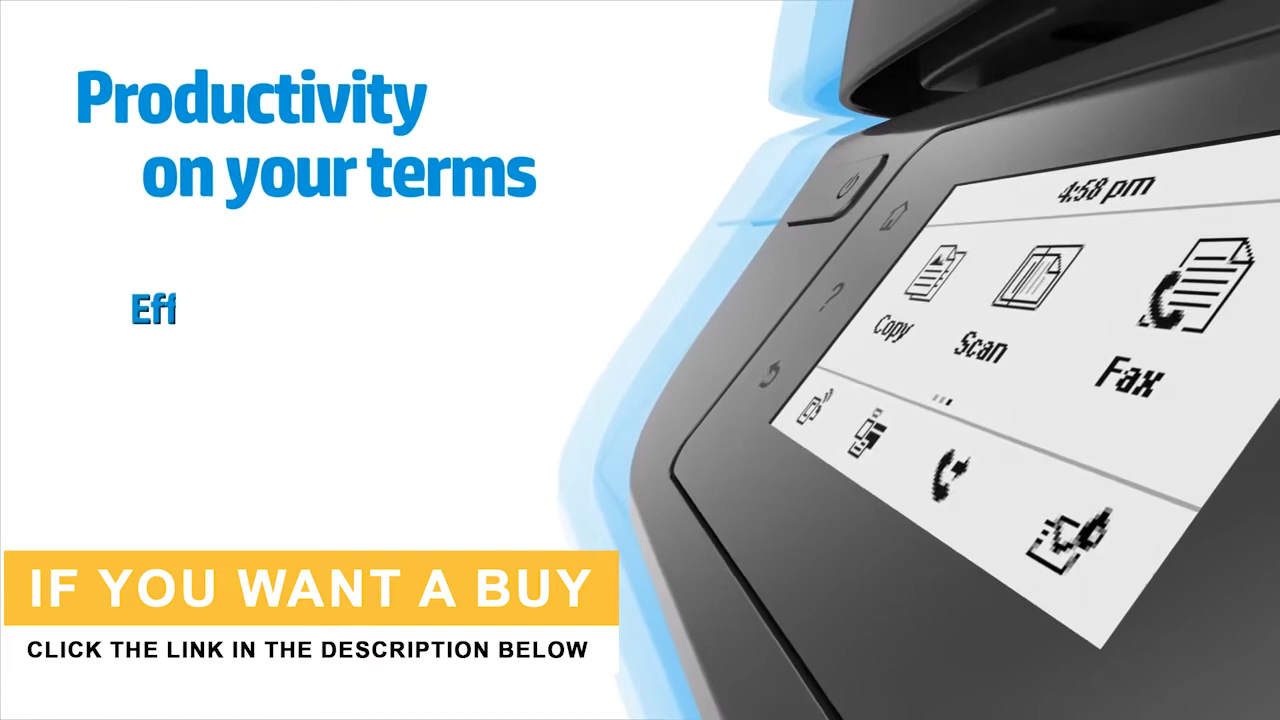 Productivity
on your terms
Eff
4:58 pm
Copy
Scan
Fax
IF YOU WANT A BUY
CLICK THE LINK IN THE DESCRIPTION BELOW